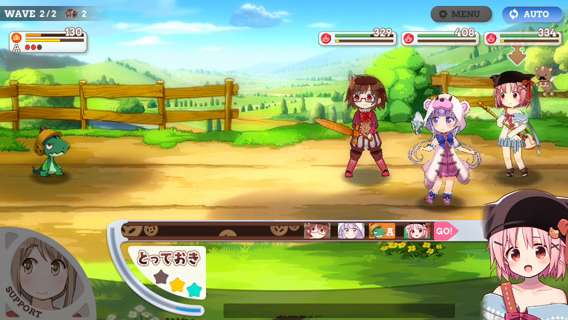 WAVE 2/2 2
MENU
AUTO
130
A
329
408
334
A
GO!
とっておき
SUPPORT